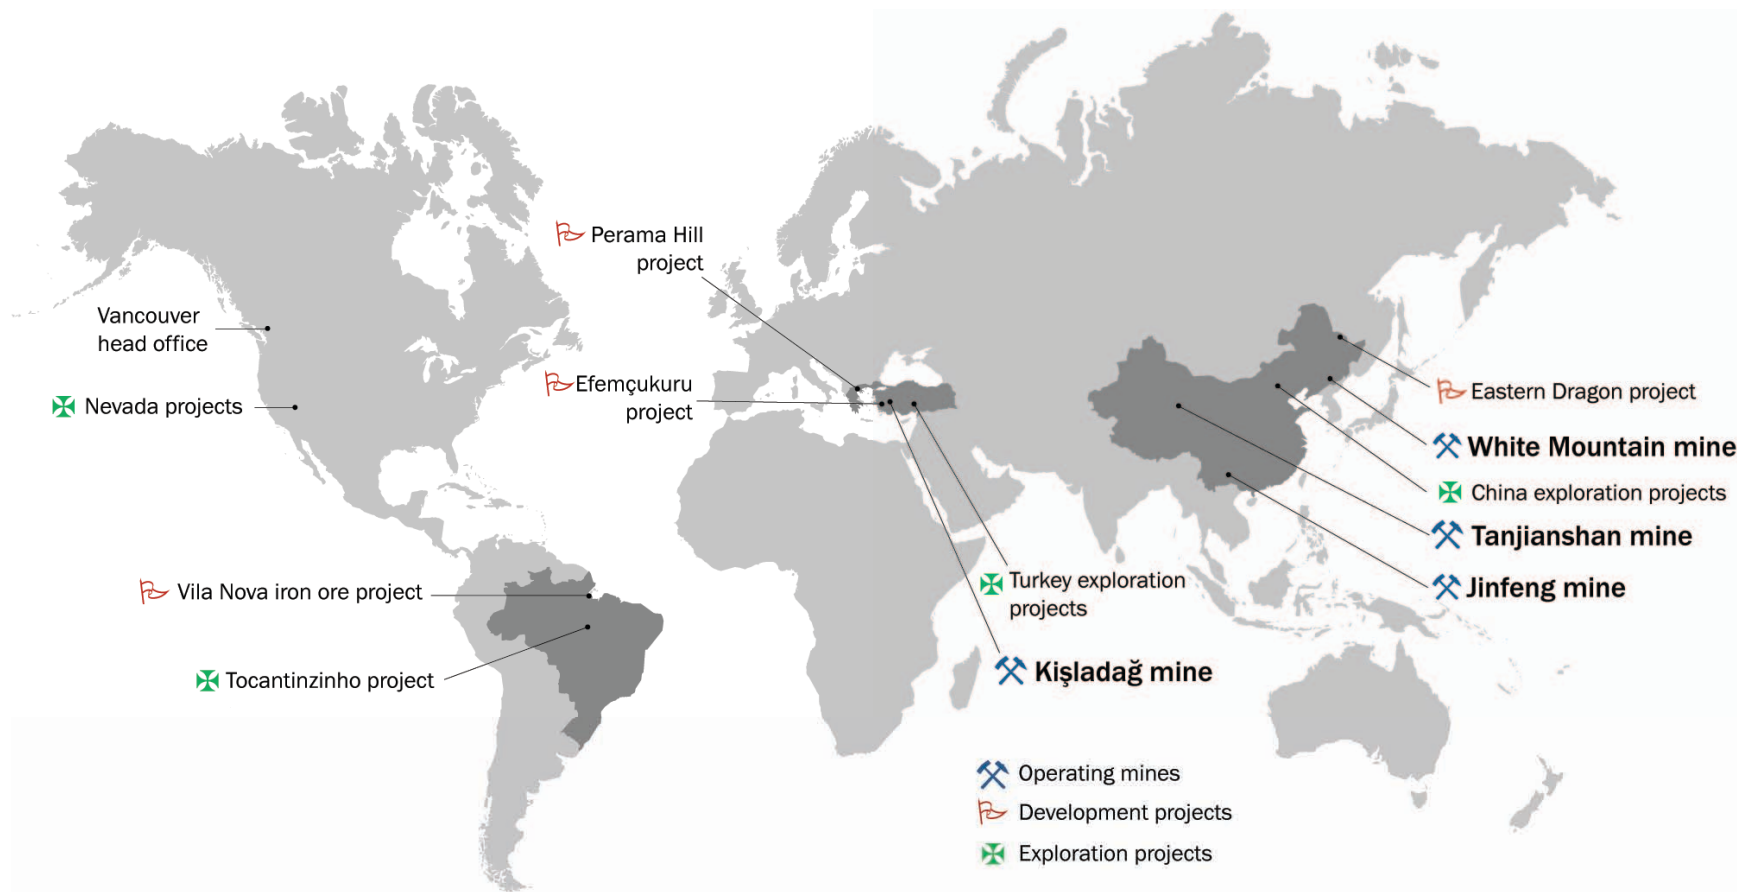 Perama Hill
project
Vancouver
head office
Efemçukuru
project
Nevada projects
Eastern Dragon project
White Mountain mine
China exploration projects
Tanjianshan mine
Turkey exploration
projects
Jinfeng mine
Vila Nova iron ore project
Kişladağ mine
Tocantinzinho project
Operating mines
Development projects
Exploration projects